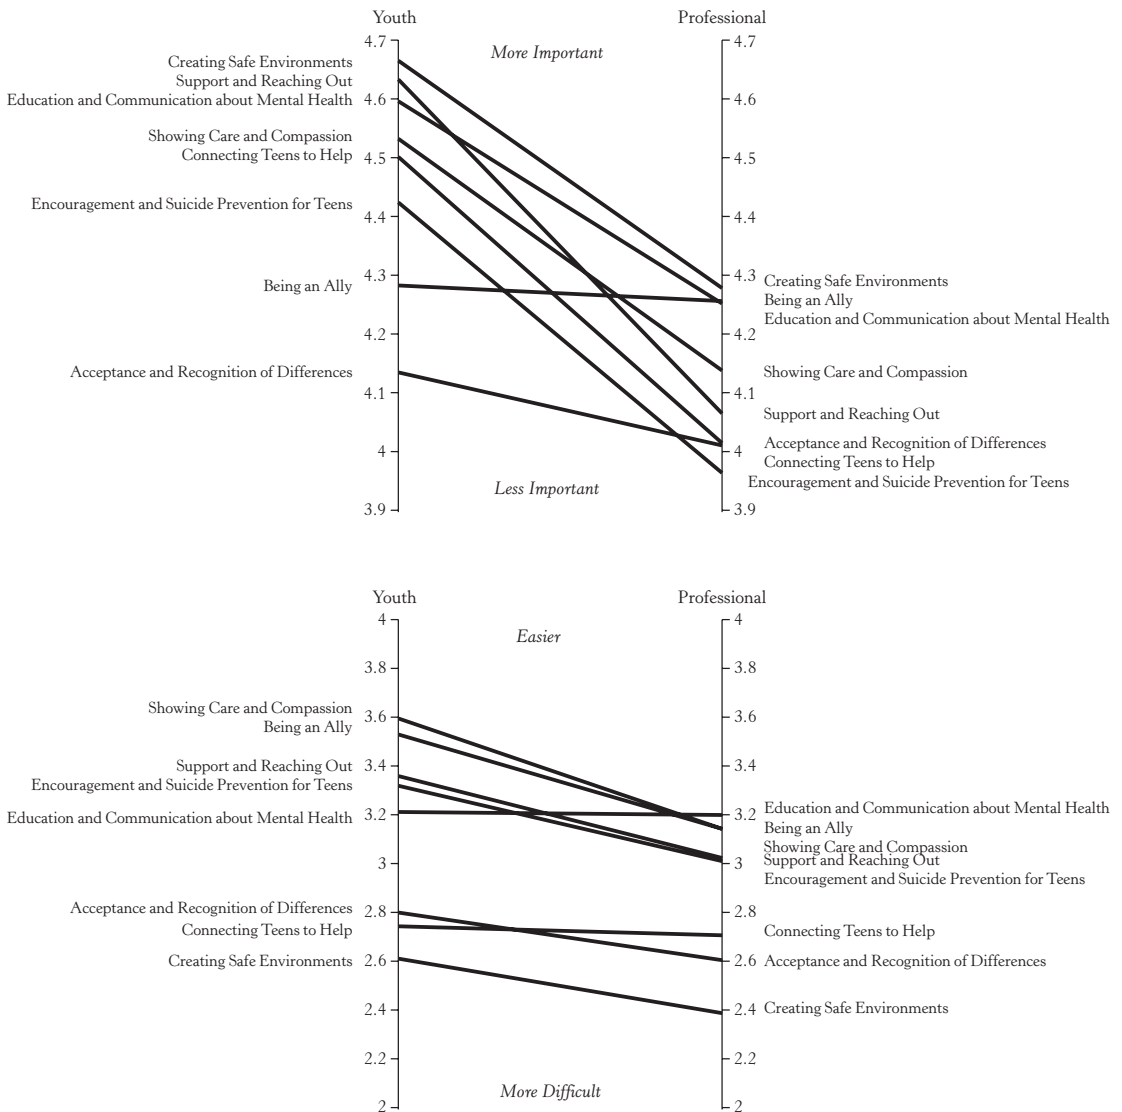 Youth Professional
4.7 4.7
More Important
Creating Safe Environments
Support and Reaching Out
Education and Communication about Mental Health
4.6 4.6
Showing Care and Compassion
Connecting Teens to Help
4.5 4.5
Encouragement and Suicide Prevention for Teens
4.4 4.4
4.3 4.3
Being an Ally
Creating Safe Environments
Being an Ally
Education and Communication about Mental Health
4.2 4.2
Acceptance and Recognition of Differences
Showing Care and Compassion
4.1 4.1
Support and Reaching Out
Acceptance and Recognition of Differences
4 4
Connecting Teens to Help
Encouragement and Suicide Prevention for Teens
Less Important
3.9 3.9
Youth Professional
4 4
Easier
3.8 3.8
Showing Care and Compassion
3.6 3.6
Being an Ally
Support and Reaching Out
3.4 3.4
Encouragement and Suicide Prevention for Teens
Education and Communication about Mental Health
3.2 3.2
Education and Communication about Mental Health
Being an Ally
Showing Care and Compassion
Support and Reaching Out
3 3
Encouragement and Suicide Prevention for Teens
Acceptance and Recognition of Differences
2.8 2.8
Connecting Teens to Help
Connecting Teens to Help
Creating Safe Environments
2.6 2.6
Acceptance and Recognition of Differences
2.4 2.4
Creating Safe Environments
2.2 2.2
More Difficult
2 2